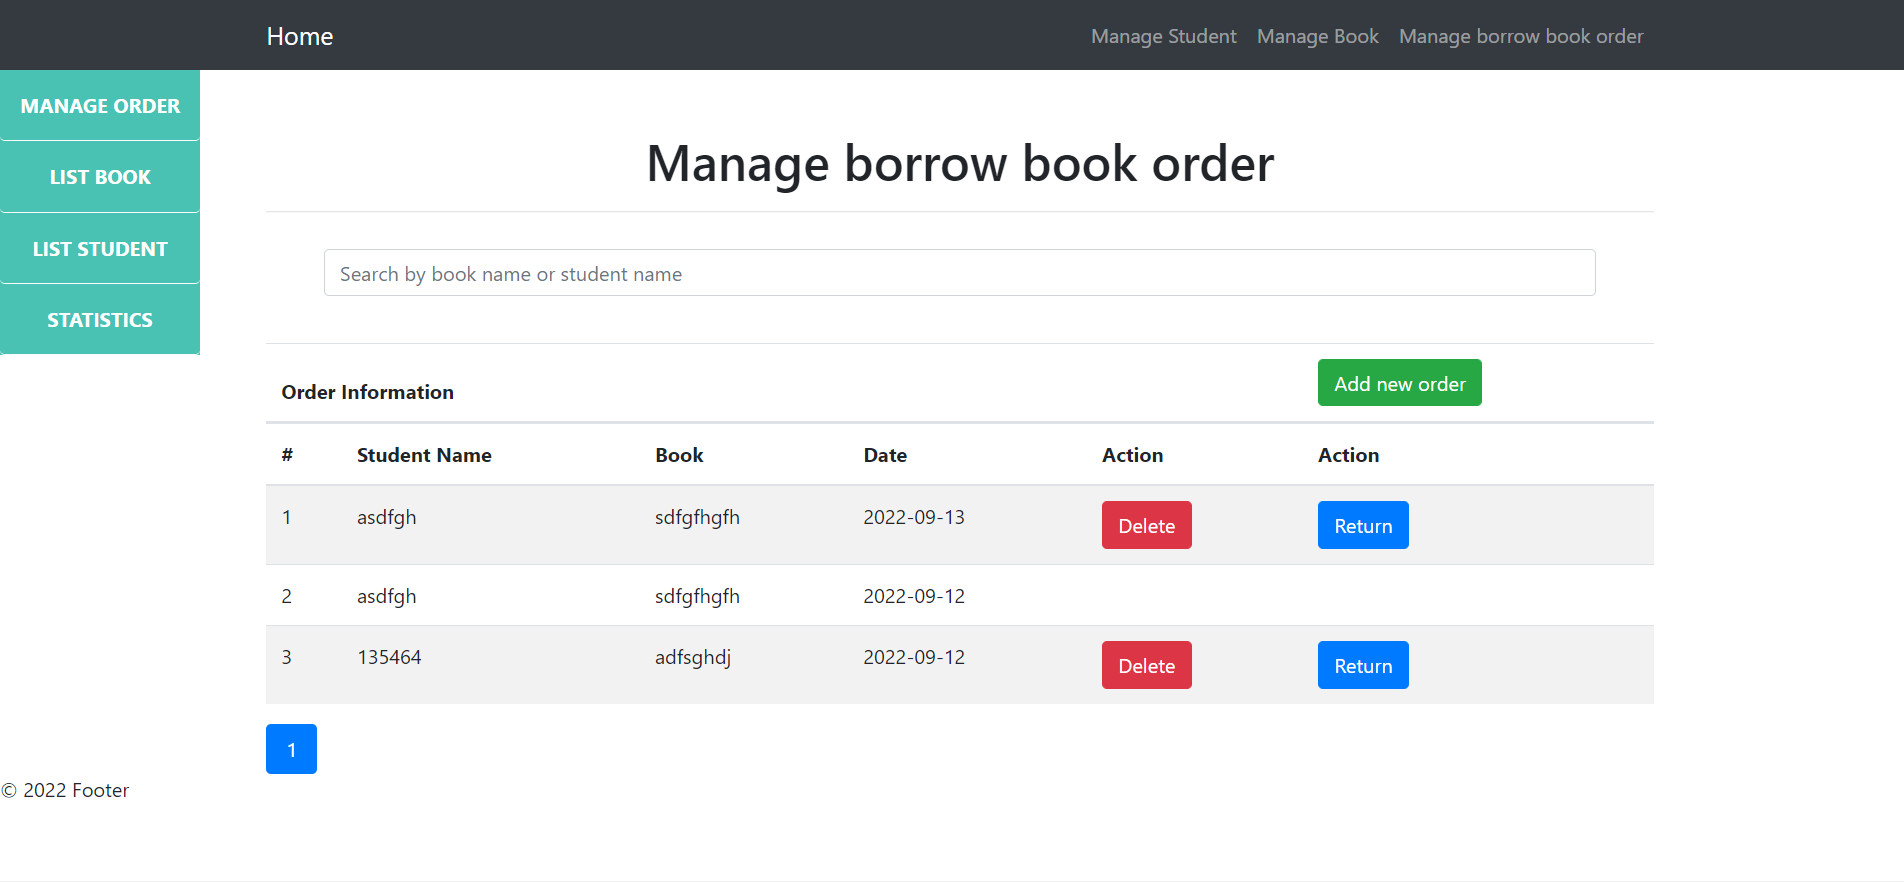 Home Manage Student Manage Book Manage borrow book order
MANAGE ORDER
LIST BOOK
LIST STUDENT
STATISTICS
Manage borrow book order
Search by book name or student name
Order Information Add new order
# Student Name Book Date Action Action
1 asdfgh sdfgfhgfh 2022-09-13 Delete Return
2 asdfgh sdfgfhgfh 2022-09-12
3 135464 adfsghdj 2022-09-12 Delete Return
1
© 2022 Footer